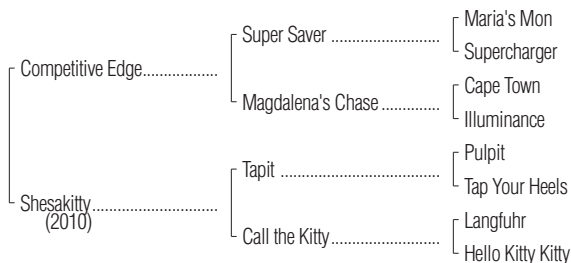 Maria's Mon
Super Saver ................................
Supercharger
Competitive Edge......................
Cape Town
Magdalena's Chase .................
Illuminance
Pulpit
Tapit ...............................................
Tap Your Heels
Shesakitty.....................................
(2010)
Langfuhr
Call the Kitty................................
Hello Kitty Kitty